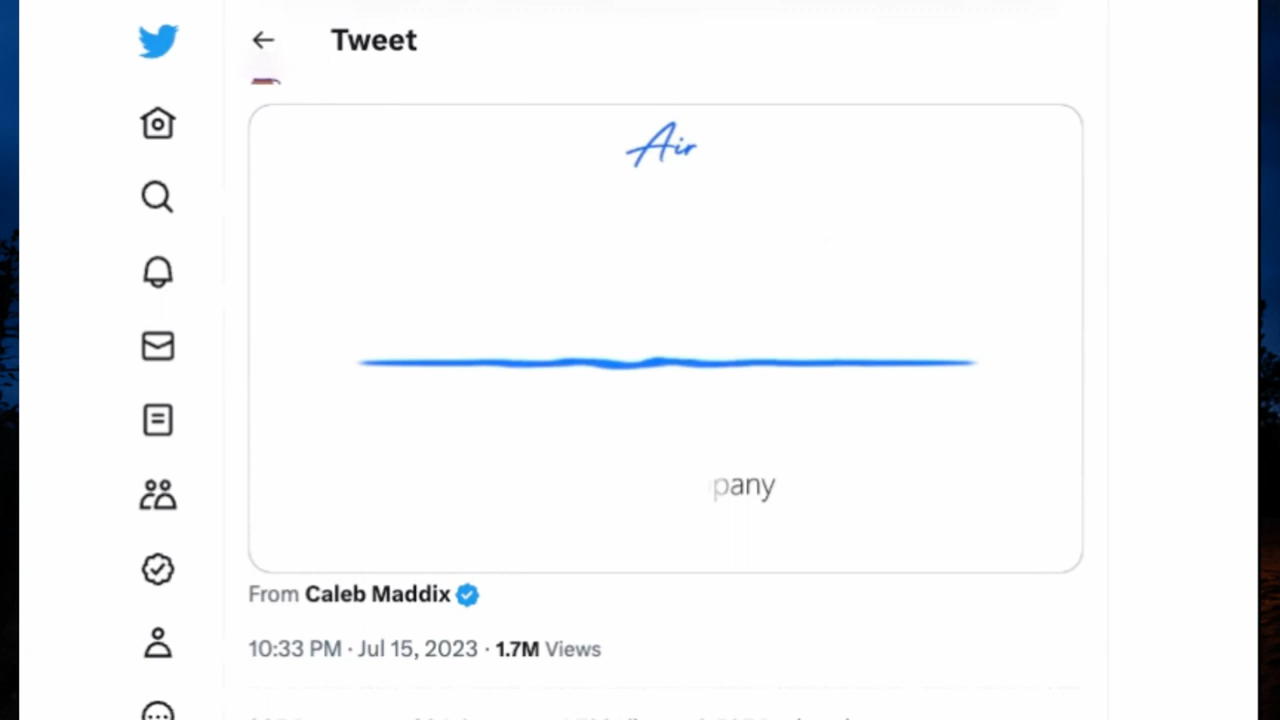 Tweet
Air
pany
From Caleb Maddix
10:33 PM · Jul 15, 2023 · 1.7M Views